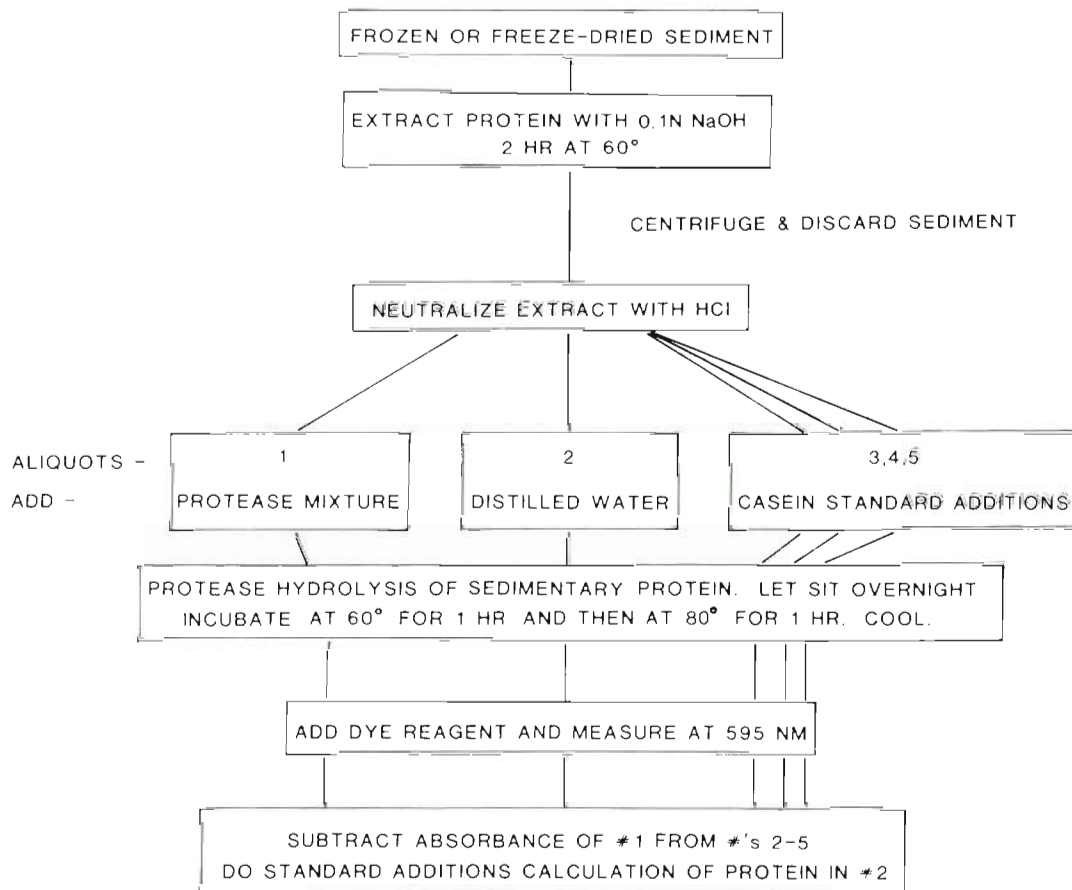 FROZEN OR FREEZE-DRIED SEDIMENT
EXTRACT PROTEIN WITH 0.1N NaOH
2 HR AT 60°
CENTRIFUGE & DISCARD SEDIMENT
NEUTRALIZE EXTRACT WITH HCl
ALIQUOTS - 1 2 3,4,5
ADD - PROTEASE MIXTURE DISTILLED WATER CASEIN STANDARD ADDITIONS
PROTEASE HYDROLYSIS OF SEDIMENTARY PROTEIN. LET SIT OVERNIGHT
INCUBATE AT 60° FOR 1 HR AND THEN AT 80° FOR 1 HR. COOL.
ADD DYE REAGENT AND MEASURE AT 595 NM
SUBTRACT ABSORBANCE OF #1 FROM #'s 2-5
DO STANDARD ADDITIONS CALCULATION OF PROTEIN IN #2